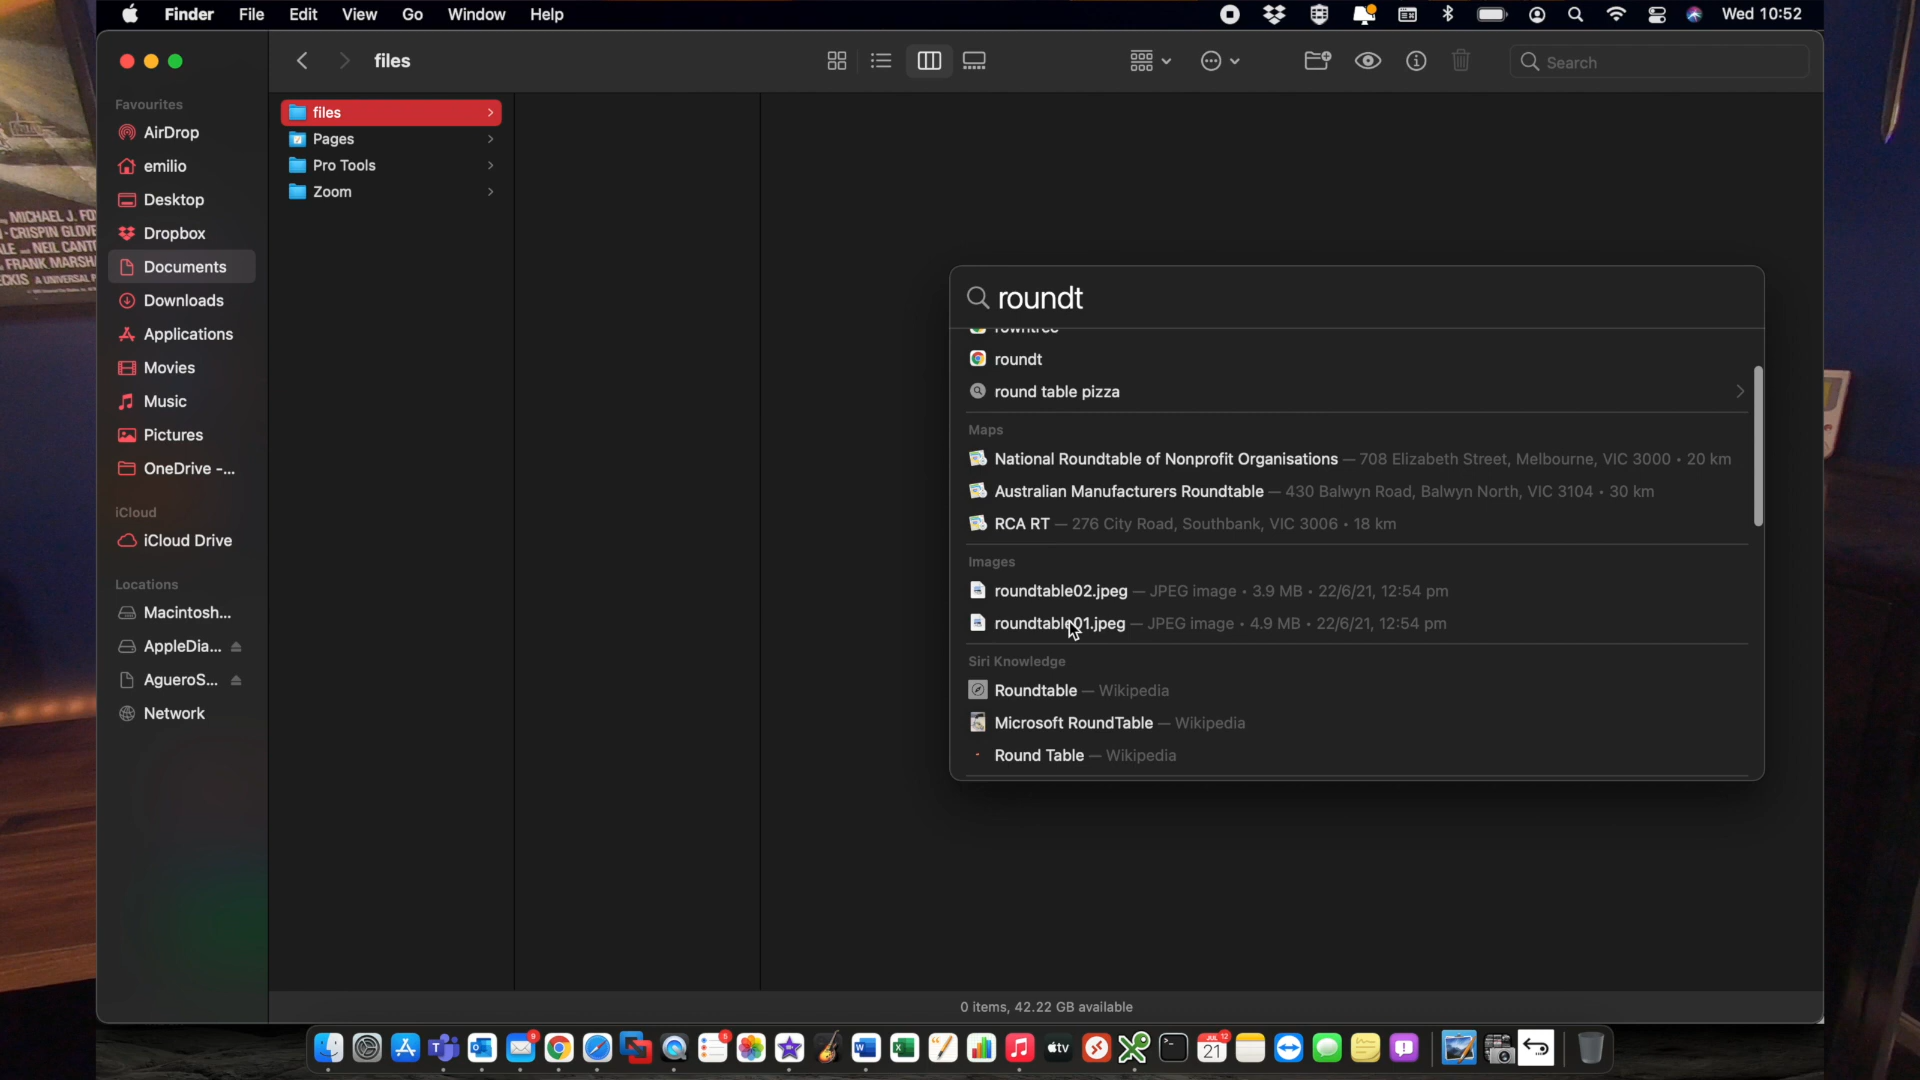 Finder File Edit View Go Window Help
Wed 10:52
MICHAEL J. FO
CRISPIN GLOVE
NEIL CANT
FRANK MARSH
A UNIVERSAL
files
Search
Favourites
AirDrop
emilio
Desktop
Dropbox
Documents
Downloads
Applications
Movies
Music
Pictures
OneDrive -...
iCloud
iCloud Drive
Locations
Macintosh...
AppleDia...
AgueroS...
Network
files
Pages
Pro Tools
Zoom
roundt
rowntree
roundt
round table pizza
Maps
National Roundtable of Nonprofit Organisations — 708 Elizabeth Street, Melbourne, VIC 3000 • 20 km
Australian Manufacturers Roundtable — 430 Balwyn Road, Balwyn North, VIC 3104 • 30 km
RCA RT — 276 City Road, Southbank, VIC 3006 • 18 km
Images
roundtable02.jpeg — JPEG image • 3.9 MB • 22/6/21, 12:54 pm
roundtable01.jpeg — JPEG image • 4.9 MB • 22/6/21, 12:54 pm
Siri Knowledge
Roundtable — Wikipedia
Microsoft RoundTable — Wikipedia
Round Table — Wikipedia
0 items, 42.22 GB available
tv
JUL
21
12